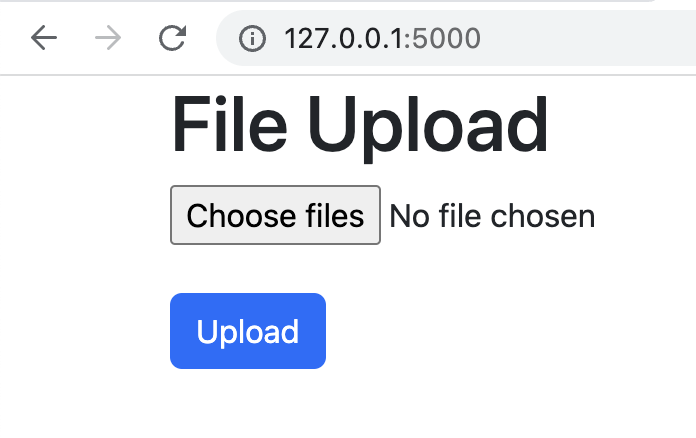 127.0.0.1:5000
File Upload
Choose files No file chosen
Upload